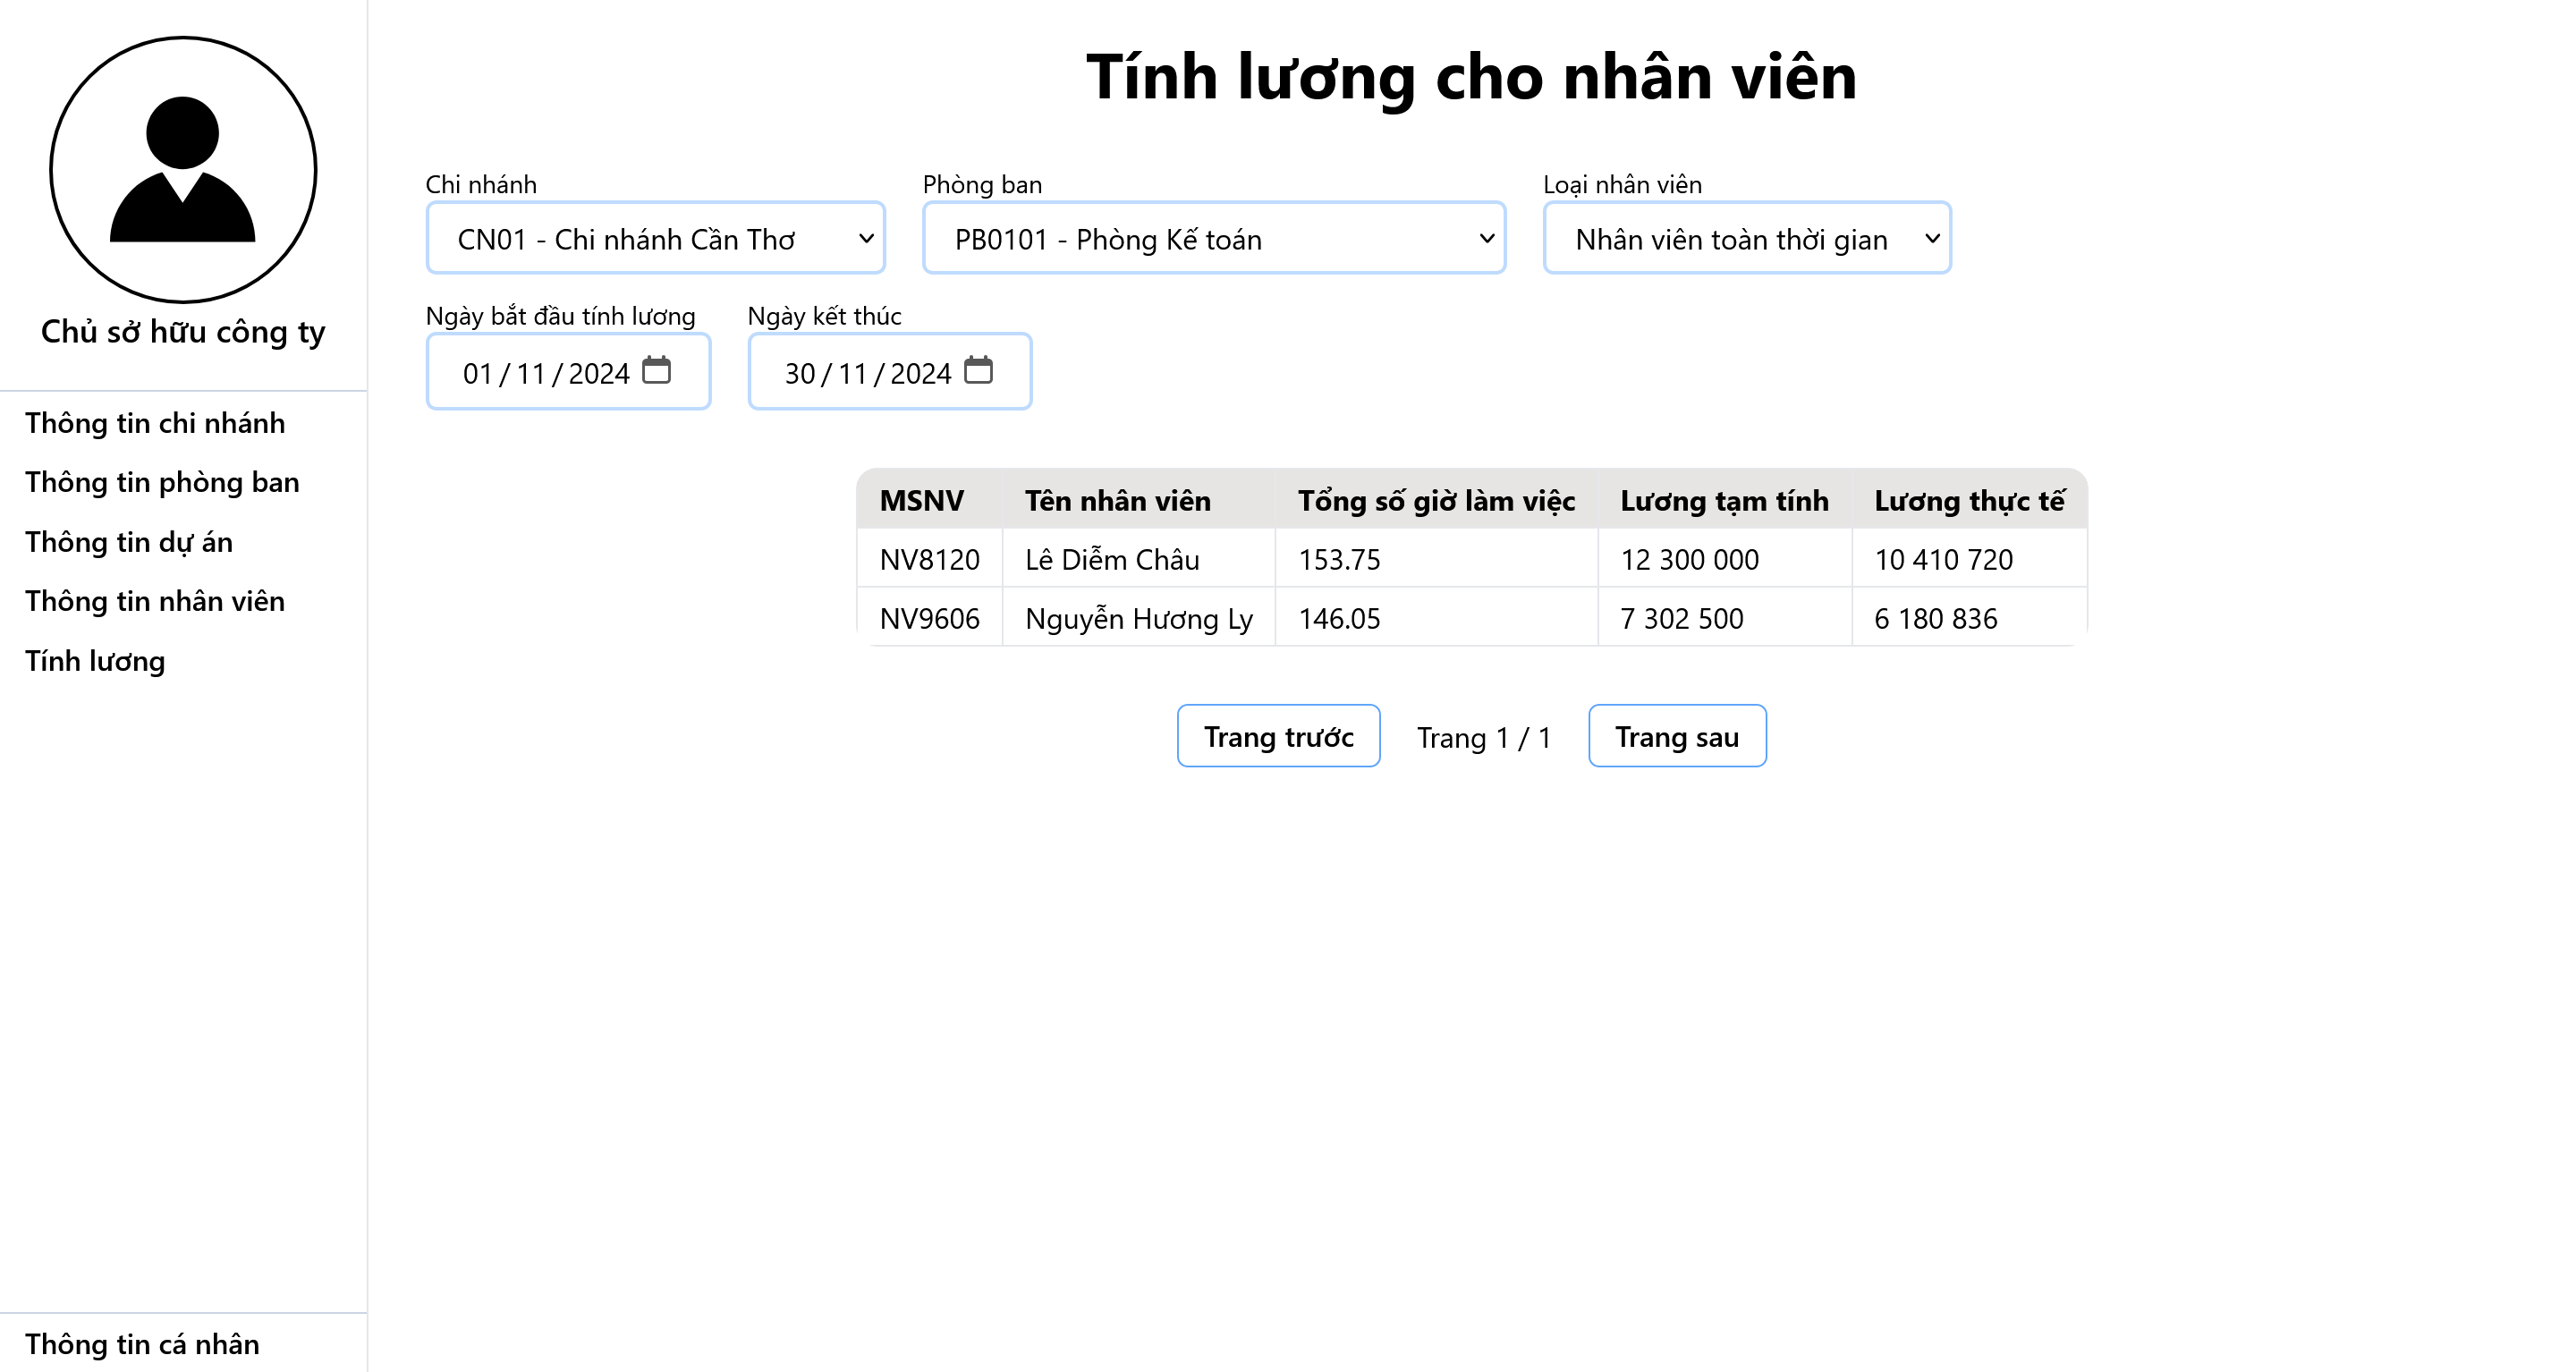 Chủ sở hữu công ty
Thông tin chi nhánh
Thông tin phòng ban
Thông tin dự án
Thông tin nhân viên
Tính lương
Thông tin cá nhân
Tính lương cho nhân viên
Chi nhánh Phòng ban Loại nhân viên
CN01 - Chi nhánh Cần Thơ PB0101 - Phòng Kế toán Nhân viên toàn thời gian
Ngày bắt đầu tính lương Ngày kết thúc
01/11/2024 30/11/2024
MSNV Tên nhân viên Tổng số giờ làm việc Lương tạm tính Lương thực tế
NV8120 Lê Diễm Châu 153.75 12 300 000 10 410 720
NV9606 Nguyễn Hương Ly 146.05 7 302 500 6 180 836
Trang trước Trang 1 / 1 Trang sau